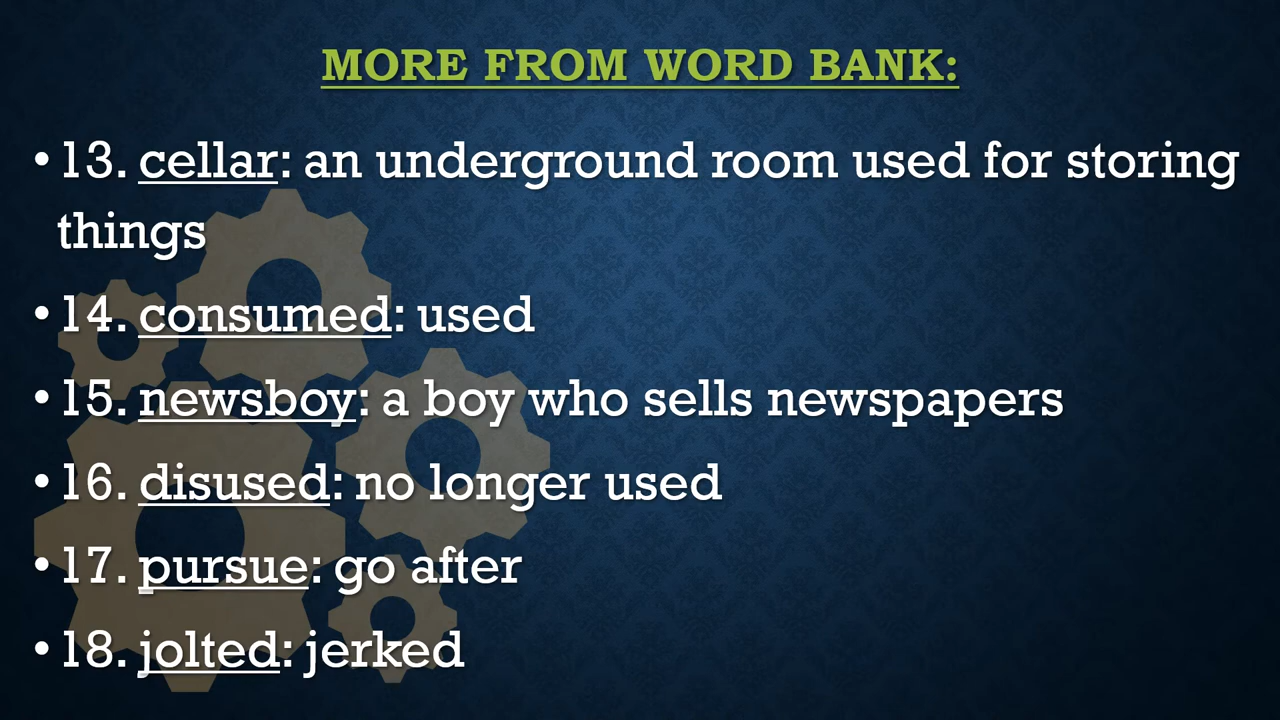 MORE FROM WORD BANK:
• 13. cellar: an underground room used for storing
things
• 14. consumed: used
• 15. newsboy: a boy who sells newspapers
• 16. disused: no longer used
• 17. pursue: go after
• 18. jolted: jerked